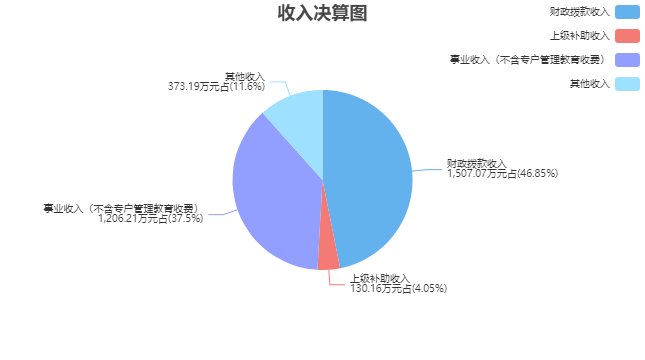 收入决算图
财政拨款收入
上级补助收入
事业收入（不含专户管理教育收费）
其他收入
其他收入
373.19万元占(11.6%)
财政拨款收入
1,507.07万元占(46.85%)
事业收入（不含专户管理教育收费）
1,206.21万元占(37.5%)
上级补助收入
130.16万元占(4.05%)